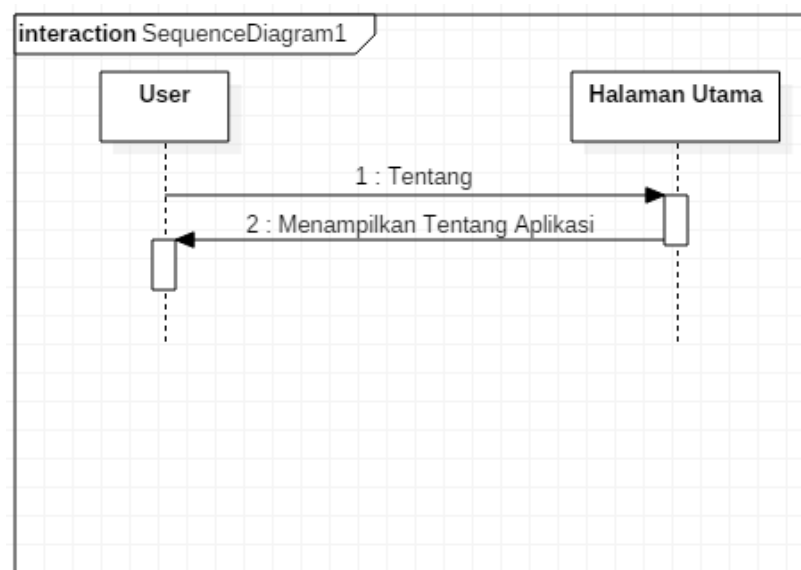 interaction SequenceDiagram1
User
Halaman Utama
1 : Tentang
2 : Menampilkan Tentang Aplikasi